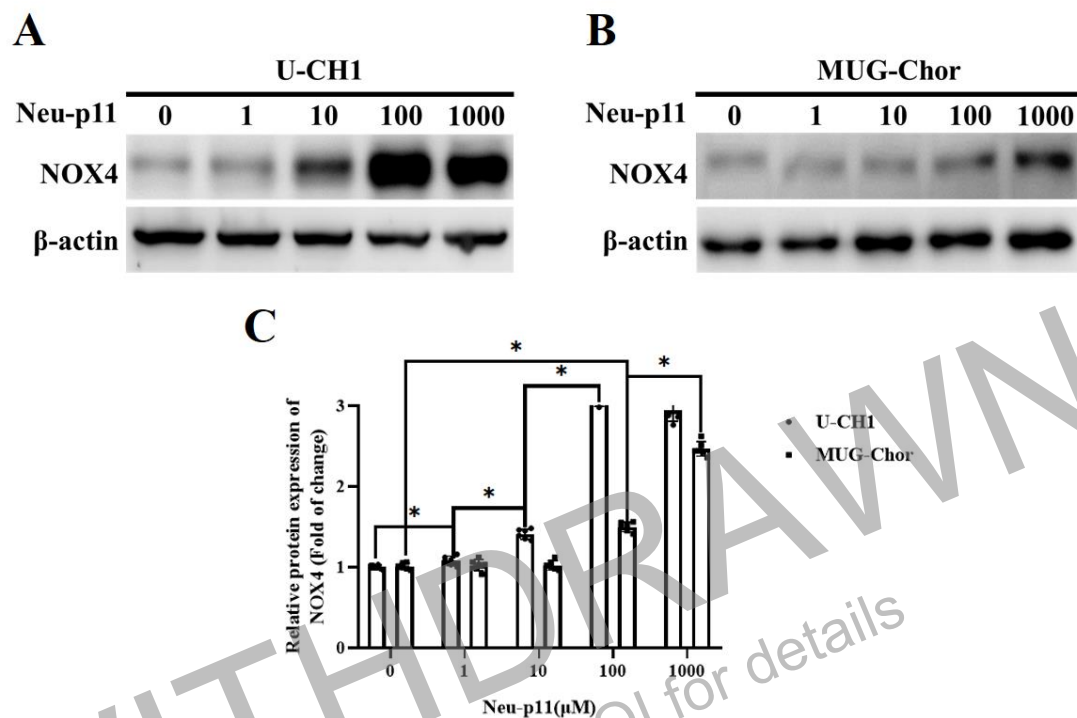 A
U-CH1
Neu-p11 0 1 10 100 1000
NOX4
β-actin
B
MUG-Chor
Neu-p11 0 1 10 100 1000
NOX4
β-actin
C
* * * * *
Relative protein expression of
NOX4 (Fold of change)
3
2
1
0
0 1 10 100 1000
Neu-p11(μM)
U-CH1
MUG-Chor
ITHDRAWN
OI for details